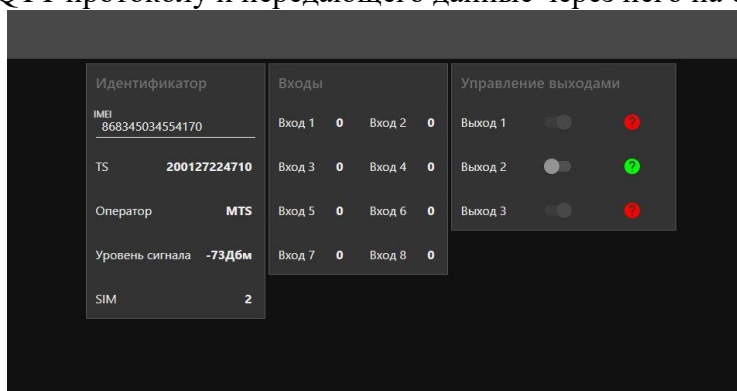 протоколу и передающего данные через него на
Идентификатор
IMEI
868345034554170
TS 200127224710
Оператор MTS
Уровень сигнала -73Дбм
SIM 2
Входы
Вход 1 0 Вход 2 0
Вход 3 0 Вход 4 0
Вход 5 0 Вход 6 0
Вход 7 0 Вход 8 0
Управление выходами
Выход 1 ?
Выход 2 ?
Выход 3 ?